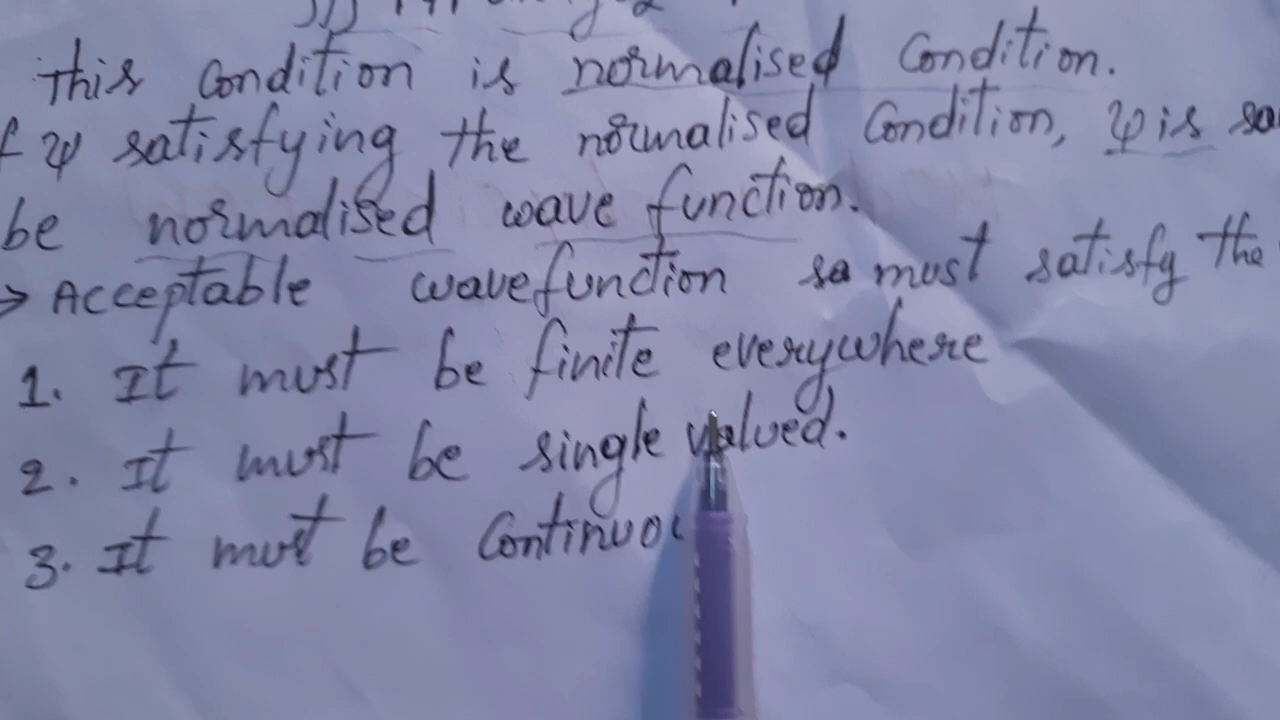 This Condition is normalised Condition.
f ψ satisfying the normalised Condition, ψ is
be normalised wave function.
→ Acceptable wavefunction sa must satisfy the
1. It must be finite everywhere
2. It must be single valued.
3. It must be